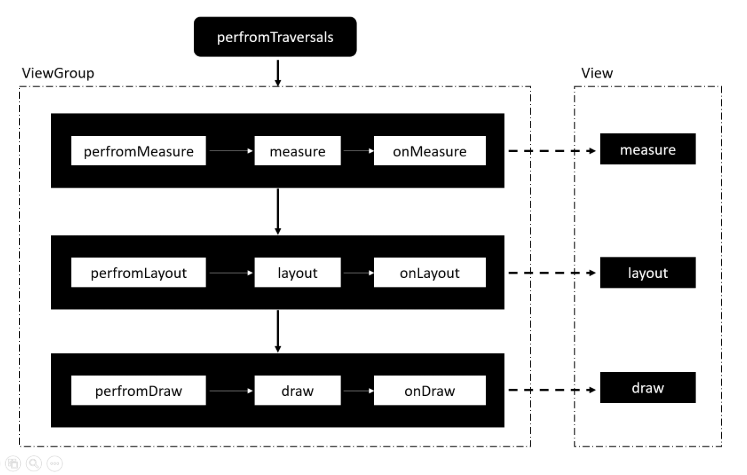 perfromTraversals
ViewGroup
View
perfromMeasure
measure
onMeasure
measure
perfromLayout
layout
onLayout
layout
perfromDraw
draw
onDraw
draw